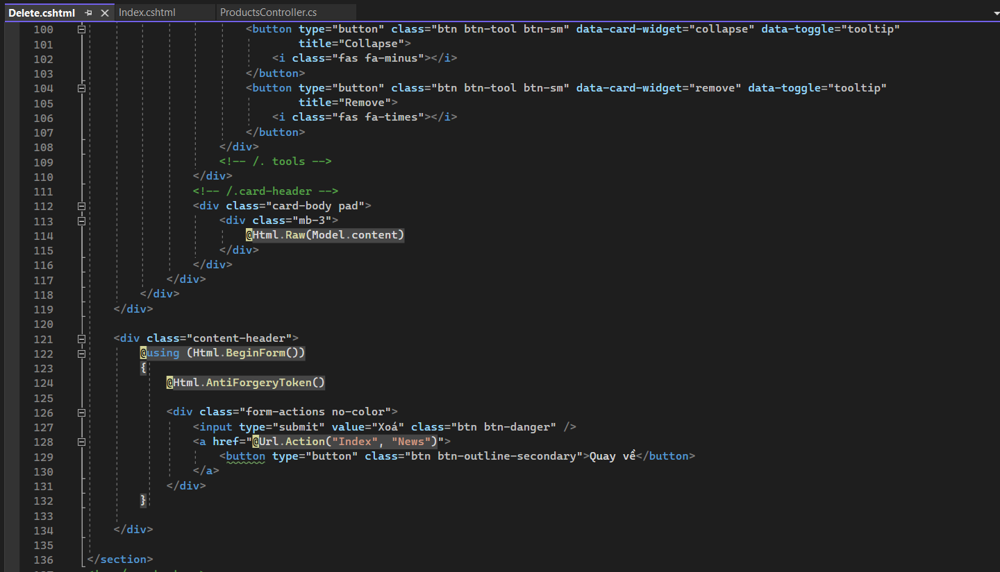 Delete.cshtml Index.cshtml ProductsController.cs
100 <button type="button" class="btn btn-tool btn-sm" data-card-widget="collapse" data-toggle="tooltip"
101 title="Collapse">
102 <i class="fas fa-minus"></i>
103 </button>
104 <button type="button" class="btn btn-tool btn-sm" data-card-widget="remove" data-toggle="tooltip"
105 title="Remove">
106 <i class="fas fa-times"></i>
107 </button>
108 </div>
109 <!-- /. tools -->
110 </div>
111 <!-- /.card-header -->
112 <div class="card-body pad">
113 <div class="mb-3">
114 @Html.Raw(Model.content)
115 </div>
116 </div>
117 </div>
118 </div>
119 </div>
120
121 <div class="content-header">
122 @using (Html.BeginForm())
123 {
124 @Html.AntiForgeryToken()
125
126 <div class="form-actions no-color">
127 <input type="submit" value="Xoá" class="btn btn-danger" />
128 <a href="@Url.Action("Index", "News")">
129 <button type="button" class="btn btn-outline-secondary">Quay về</button>
130 </a>
131 </div>
132 }
133
134 </div>
135
136 </section>